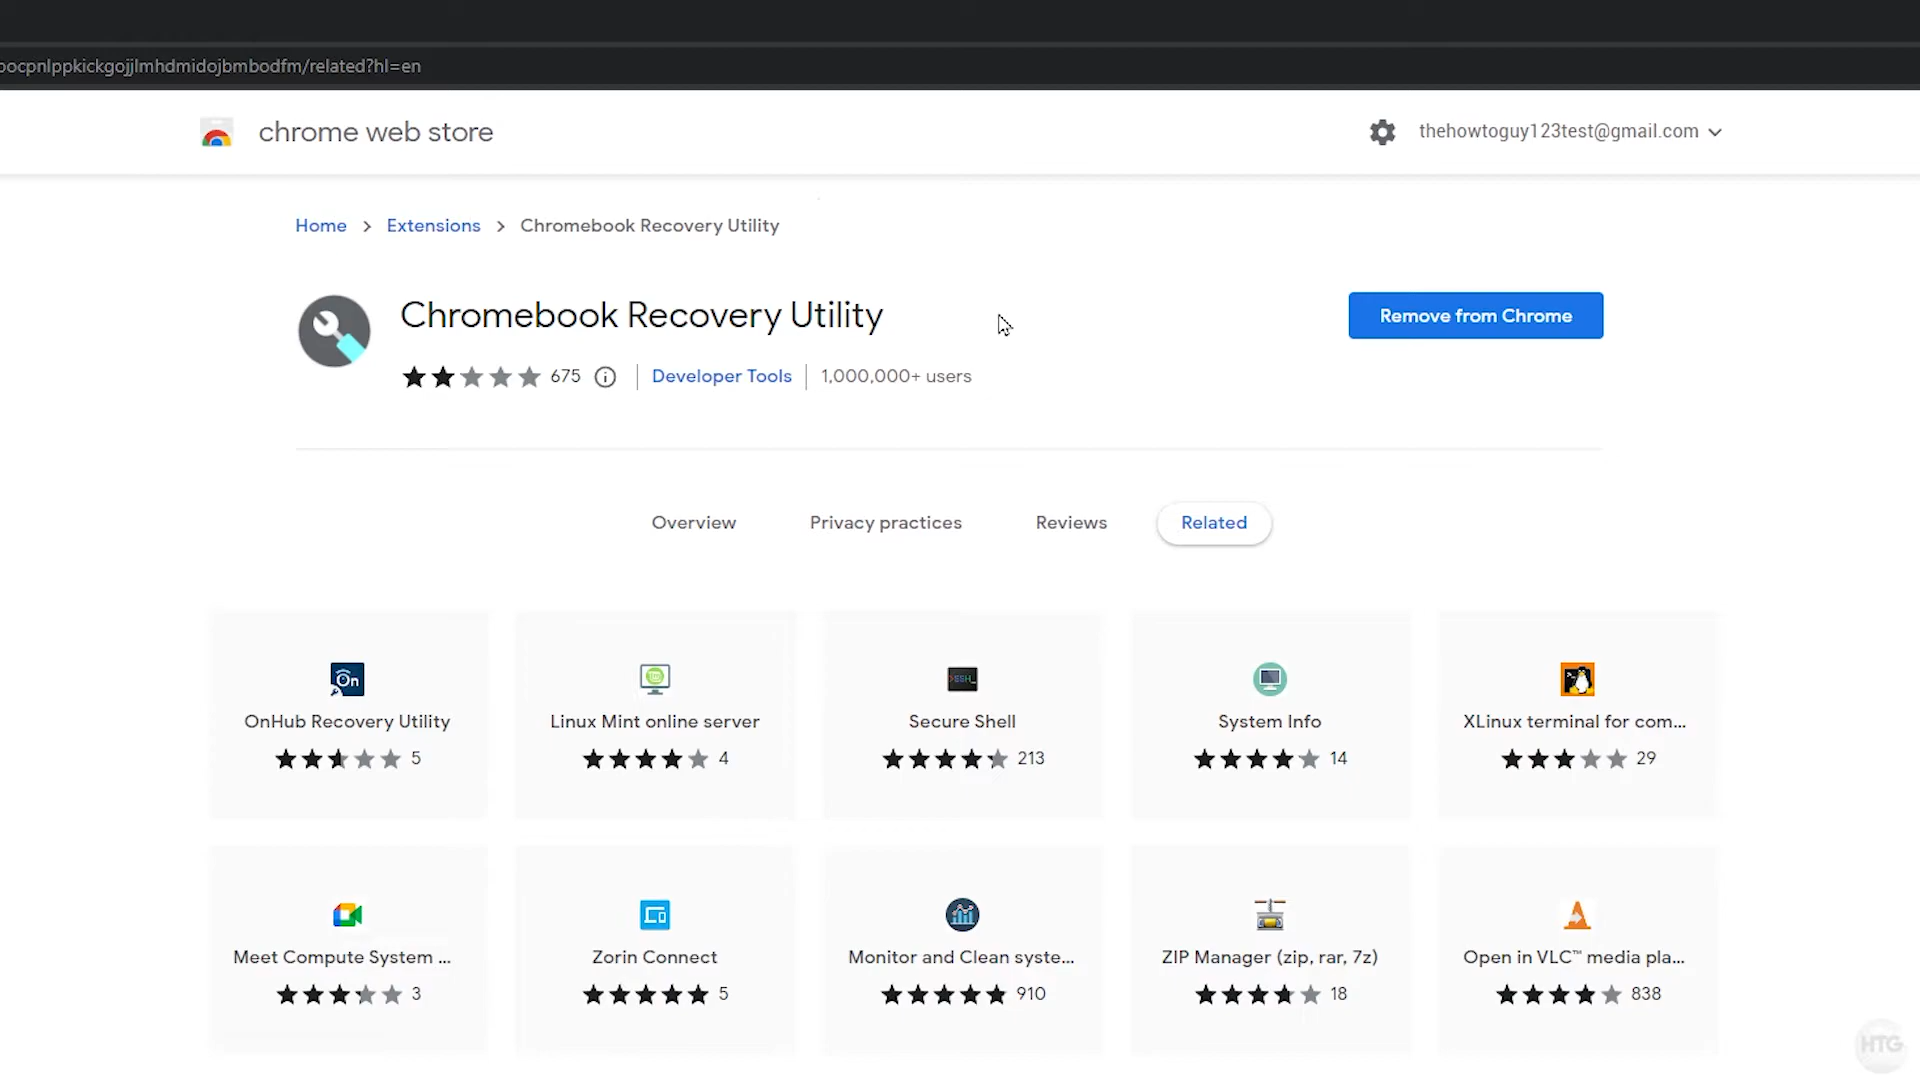 oocpnlppkickgojjlmhdmidojbmbodfm/related?hl=en
chrome web store
thehowtoguy123test@gmail.com
Home > Extensions > Chromebook Recovery Utility
Chromebook Recovery Utility
Remove from Chrome
675 Developer Tools 1,000,000+ users
Overview Privacy practices Reviews Related
OnHub Recovery Utility Linux Mint online server Secure Shell System Info XLinux terminal for com...
5 4 213 14 29
Meet Compute System ... Zorin Connect Monitor and Clean syste... ZIP Manager (zip, rar, 7z) Open in VLC™ media pla...
3 5 910 18 838
HTG